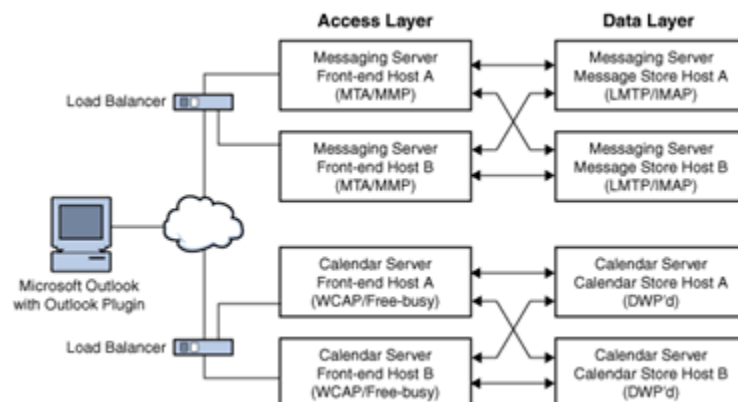 Access Layer
Data Layer
Messaging Server
Front-end Host A
(MTA/MMP)
Messaging Server
Message Store Host A
(LMTP/IMAP)
Load Balancer
Messaging Server
Front-end Host B
(MTA/MMP)
Messaging Server
Message Store Host B
(LMTP/IMAP)
Microsoft Outlook
with Outlook Plugin
Calendar Server
Front-end Host A
(WCAP/Free-busy)
Calendar Server
Calendar Store Host A
(DWP'd)
Load Balancer
Calendar Server
Front-end Host B
(WCAP/Free-busy)
Calendar Server
Calendar Store Host B
(DWP'd)